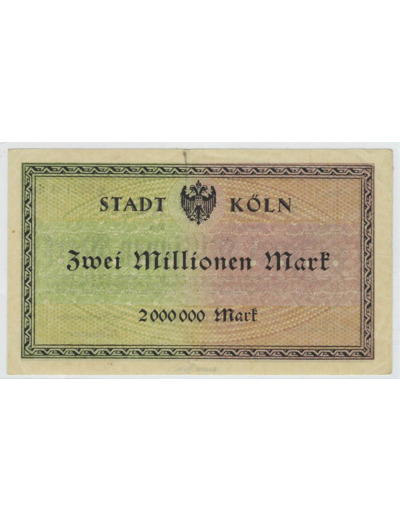 STADT KÖLN
Zwei Millionen Mark
2000000 Mark